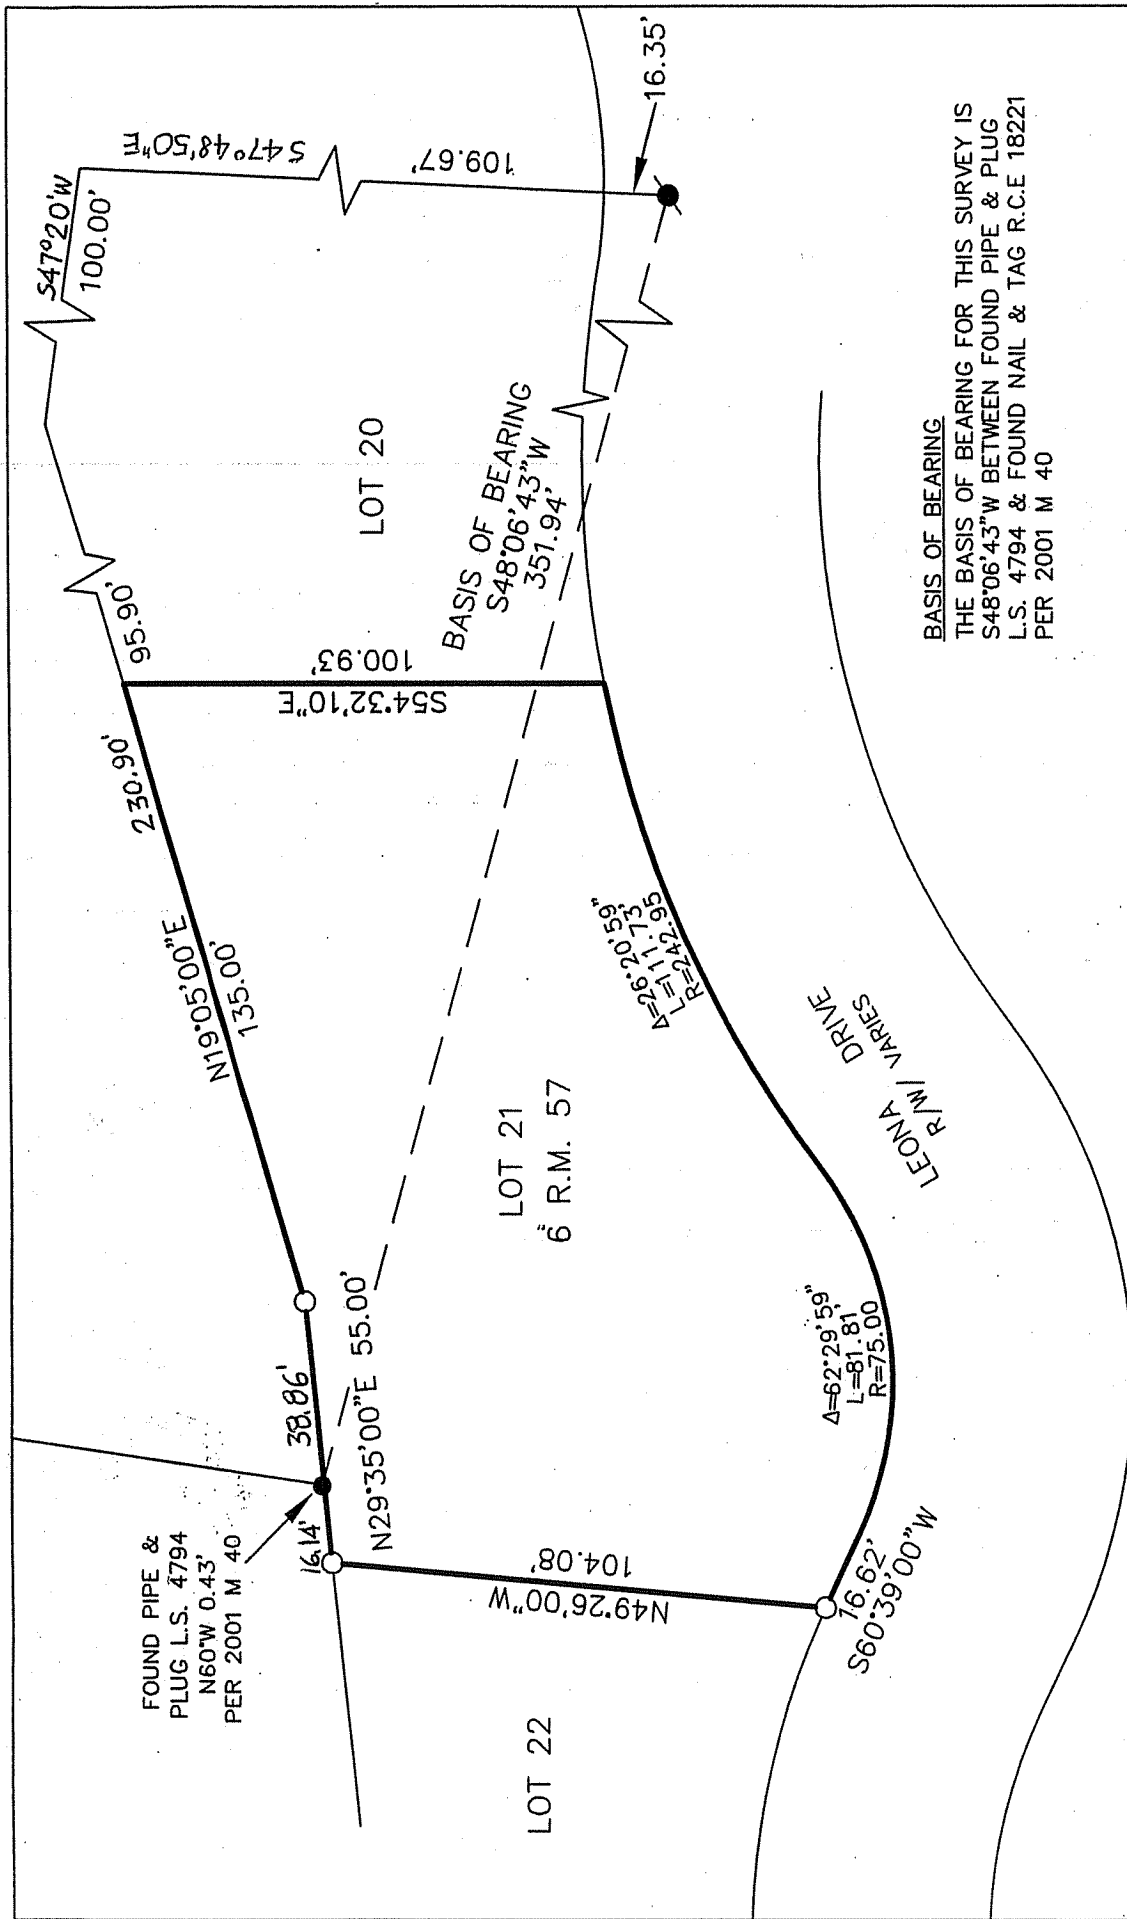 S47°20'W
100.00'
S47°48'50"E
109.67'
16.35'
95.90'
230.90'
N19°05'00"E
135.00'
LOT 20
BASIS OF BEARING
S48°06'43"W
351.94'
S54°32'10"E
100.93'
FOUND PIPE &
PLUG L.S. 4794
N60°W 0.43'
PER 2001 M 40
38.86'
16.14'
N29°35'00"E 55.00'
LOT 21
6 R.M. 57
Δ=26°20'59"
L=111.73'
R=242.95
Δ=62°29'59"
L=81.81'
R=75.00
N49°26'00"W
104.08'
16.62'
S60°39'00"W
LOT 22
LEONA DRIVE
R/W/ VARIES
BASIS OF BEARING
THE BASIS OF BEARING FOR THIS SURVEY IS
S48°06'43"W BETWEEN FOUND PIPE & PLUG
L.S. 4794 & FOUND NAIL & TAG R.C.E 18221
PER 2001 M 40